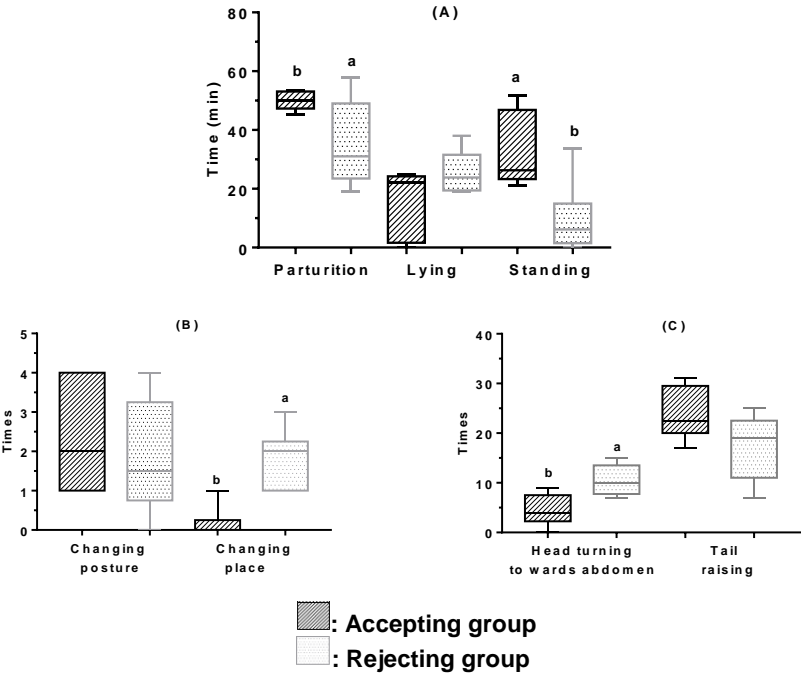 (A)
80
60
40
20
0
Time (min)
b
a
a
b
Parturition
Lying
Standing
(B)
5
4
3
2
1
0
Times
b
a
Changing
posture
Changing
place
(C)
40
30
20
10
0
Times
b
a
Head turning
to wards abdomen
Tail
raising
: Accepting group
: Rejecting group